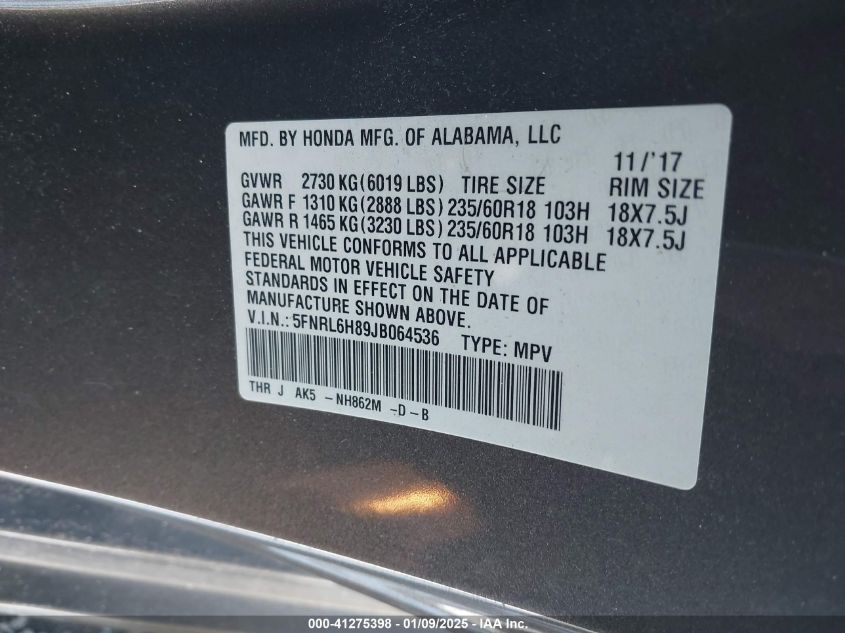 MFD. BY HONDA MFG. OF ALABAMA, LLC
11/'17
GVWR 2730 KG(6019 LBS) TIRE SIZE RIM SIZE
GAWR F 1310 KG(2888 LBS) 235/60R18 103H 18X7.5J
GAWR R 1465 KG(3230 LBS) 235/60R18 103H 18X7.5J
THIS VEHICLE CONFORMS TO ALL APPLICABLE
FEDERAL MOTOR VEHICLE SAFETY
STANDARDS IN EFFECT ON THE DATE OF
MANUFACTURE SHOWN ABOVE.
V.I.N.: 5FNRL6H89JB064536 TYPE: MPV
THR J AK5 -NH862M -D-B
000-41275398 - 01/09/2025 - IAA Inc.